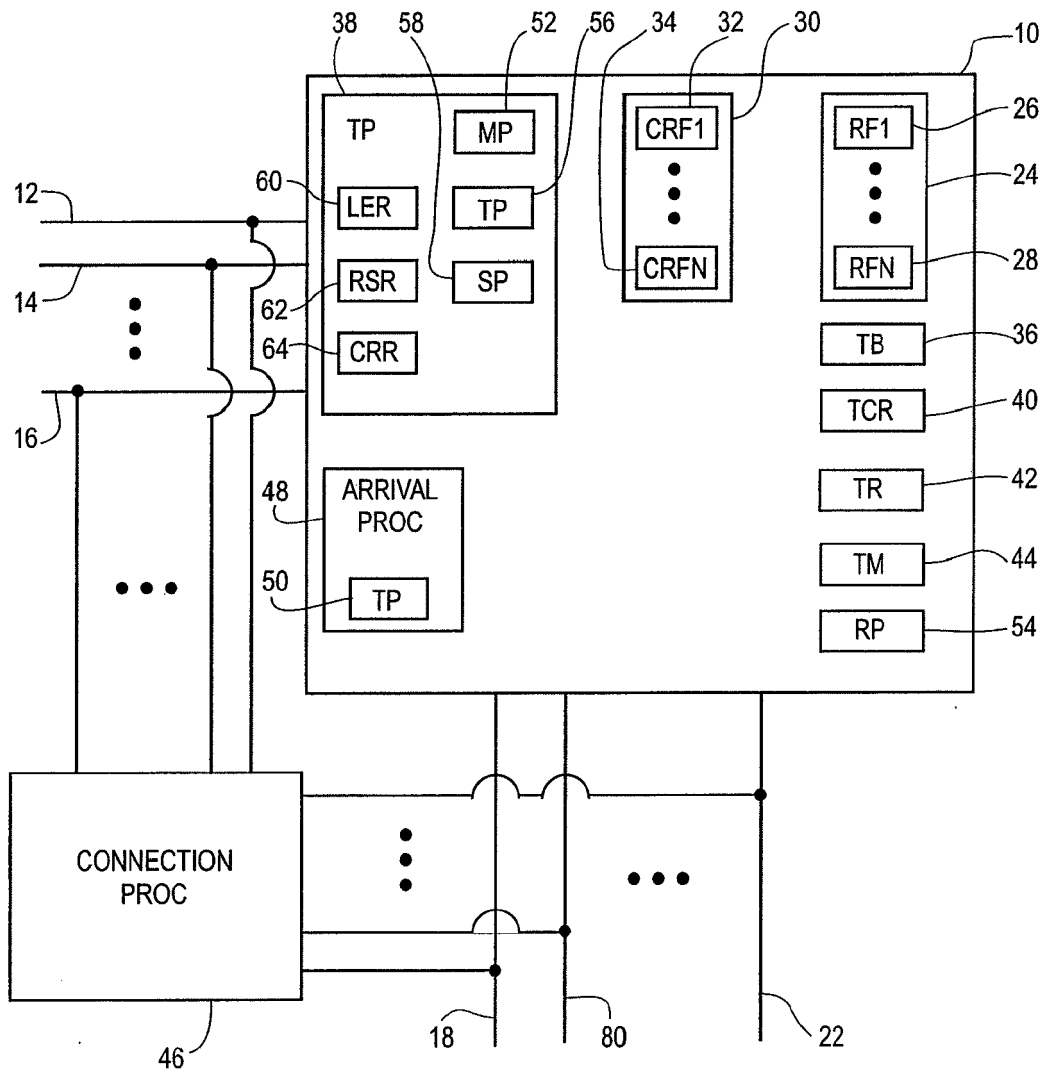 38
58
52
56
34
32
30
10
TP
MP
CRF1
RF1
26
60
LER
TP
24
12
58
RSR
SP
CRFN
RFN
28
14
62
64
CRR
TB
36
16
TCR
40
48
ARRIVAL
PROC
TR
42
50
TP
TM
44
RP
54
CONNECTION
PROC
46
18
80
22